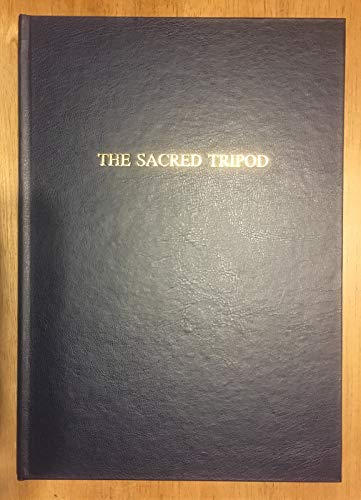 THE SACRED TRIPOD